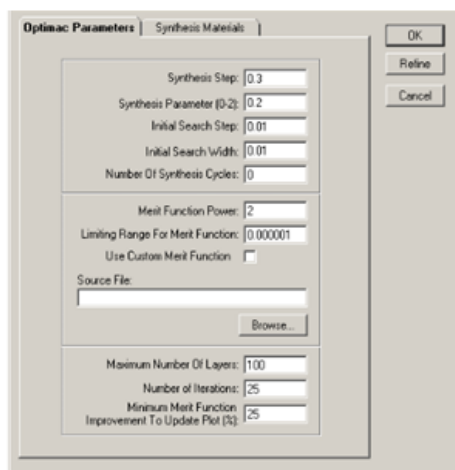 Optimac Parameters
Synthesis Materials
OK
Refine
Cancel
Synthesis Step: 0.3
Synthesis Parameter (0-2): 0.2
Initial Search Step: 0.01
Initial Search Width: 0.01
Number Of Synthesis Cycles: 0
Merit Function Power: 2
Limiting Range For Merit Function: 0.000001
Use Custom Merit Function
Source File:
Browse...
Maximum Number Of Layers: 100
Number of Iterations: 25
Minimum Merit Function
Improvement To Update Plot (%): 25